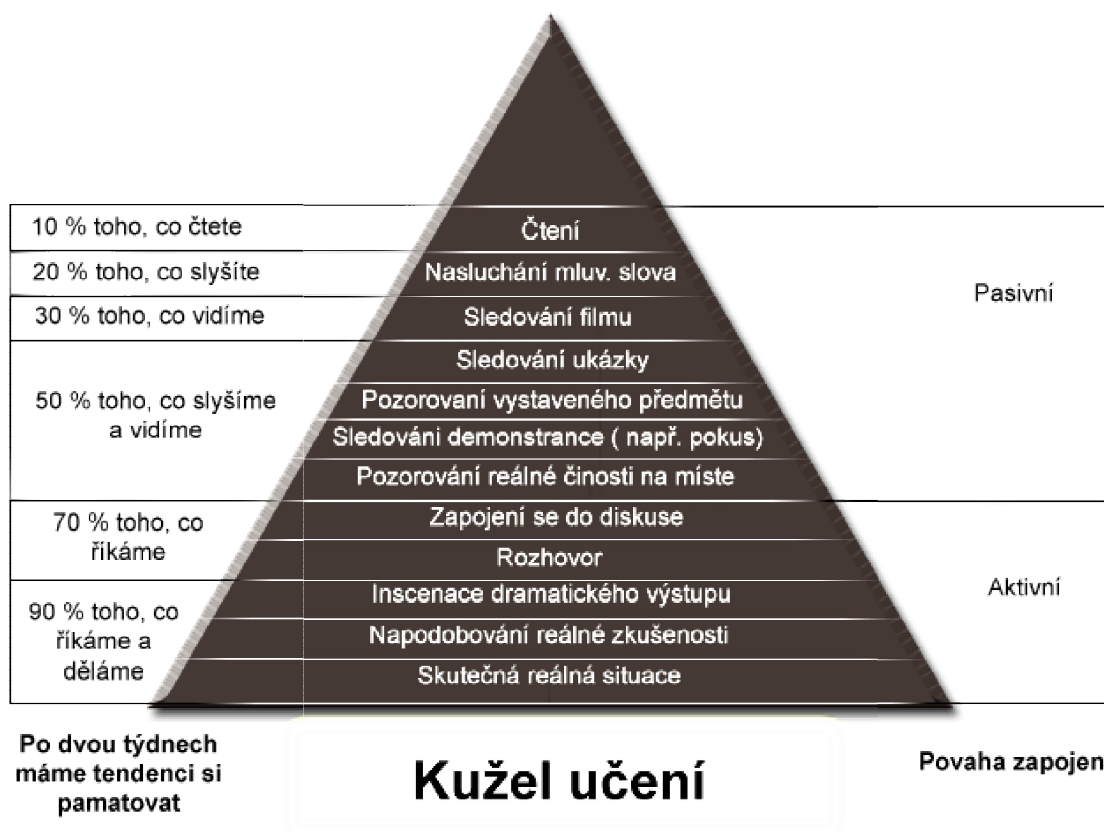 10 % toho, co čtete
Čtení
20 % toho, co slyšíte
Nasluchání mluv. slova
Pasivní
30 % toho, co vidíme
Sledování filmu
Sledování ukázky
50 % toho, co slyšíme
a vidíme
Pozorovaní vystaveného předmětu
Sledováni demonstrance ( např. pokus)
Pozorování reálné činosti na míste
70 % toho, co
říkáme
Zapojení se do diskuse
Rozhovor
Aktivní
90 % toho, co
říkáme a
děláme
Inscenace dramatického výstupu
Napodobování reálné zkušenosti
Skutečná reálná situace
Po dvou týdnech
máme tendenci si
pamatovat
Kužel učení
Povaha zapojen